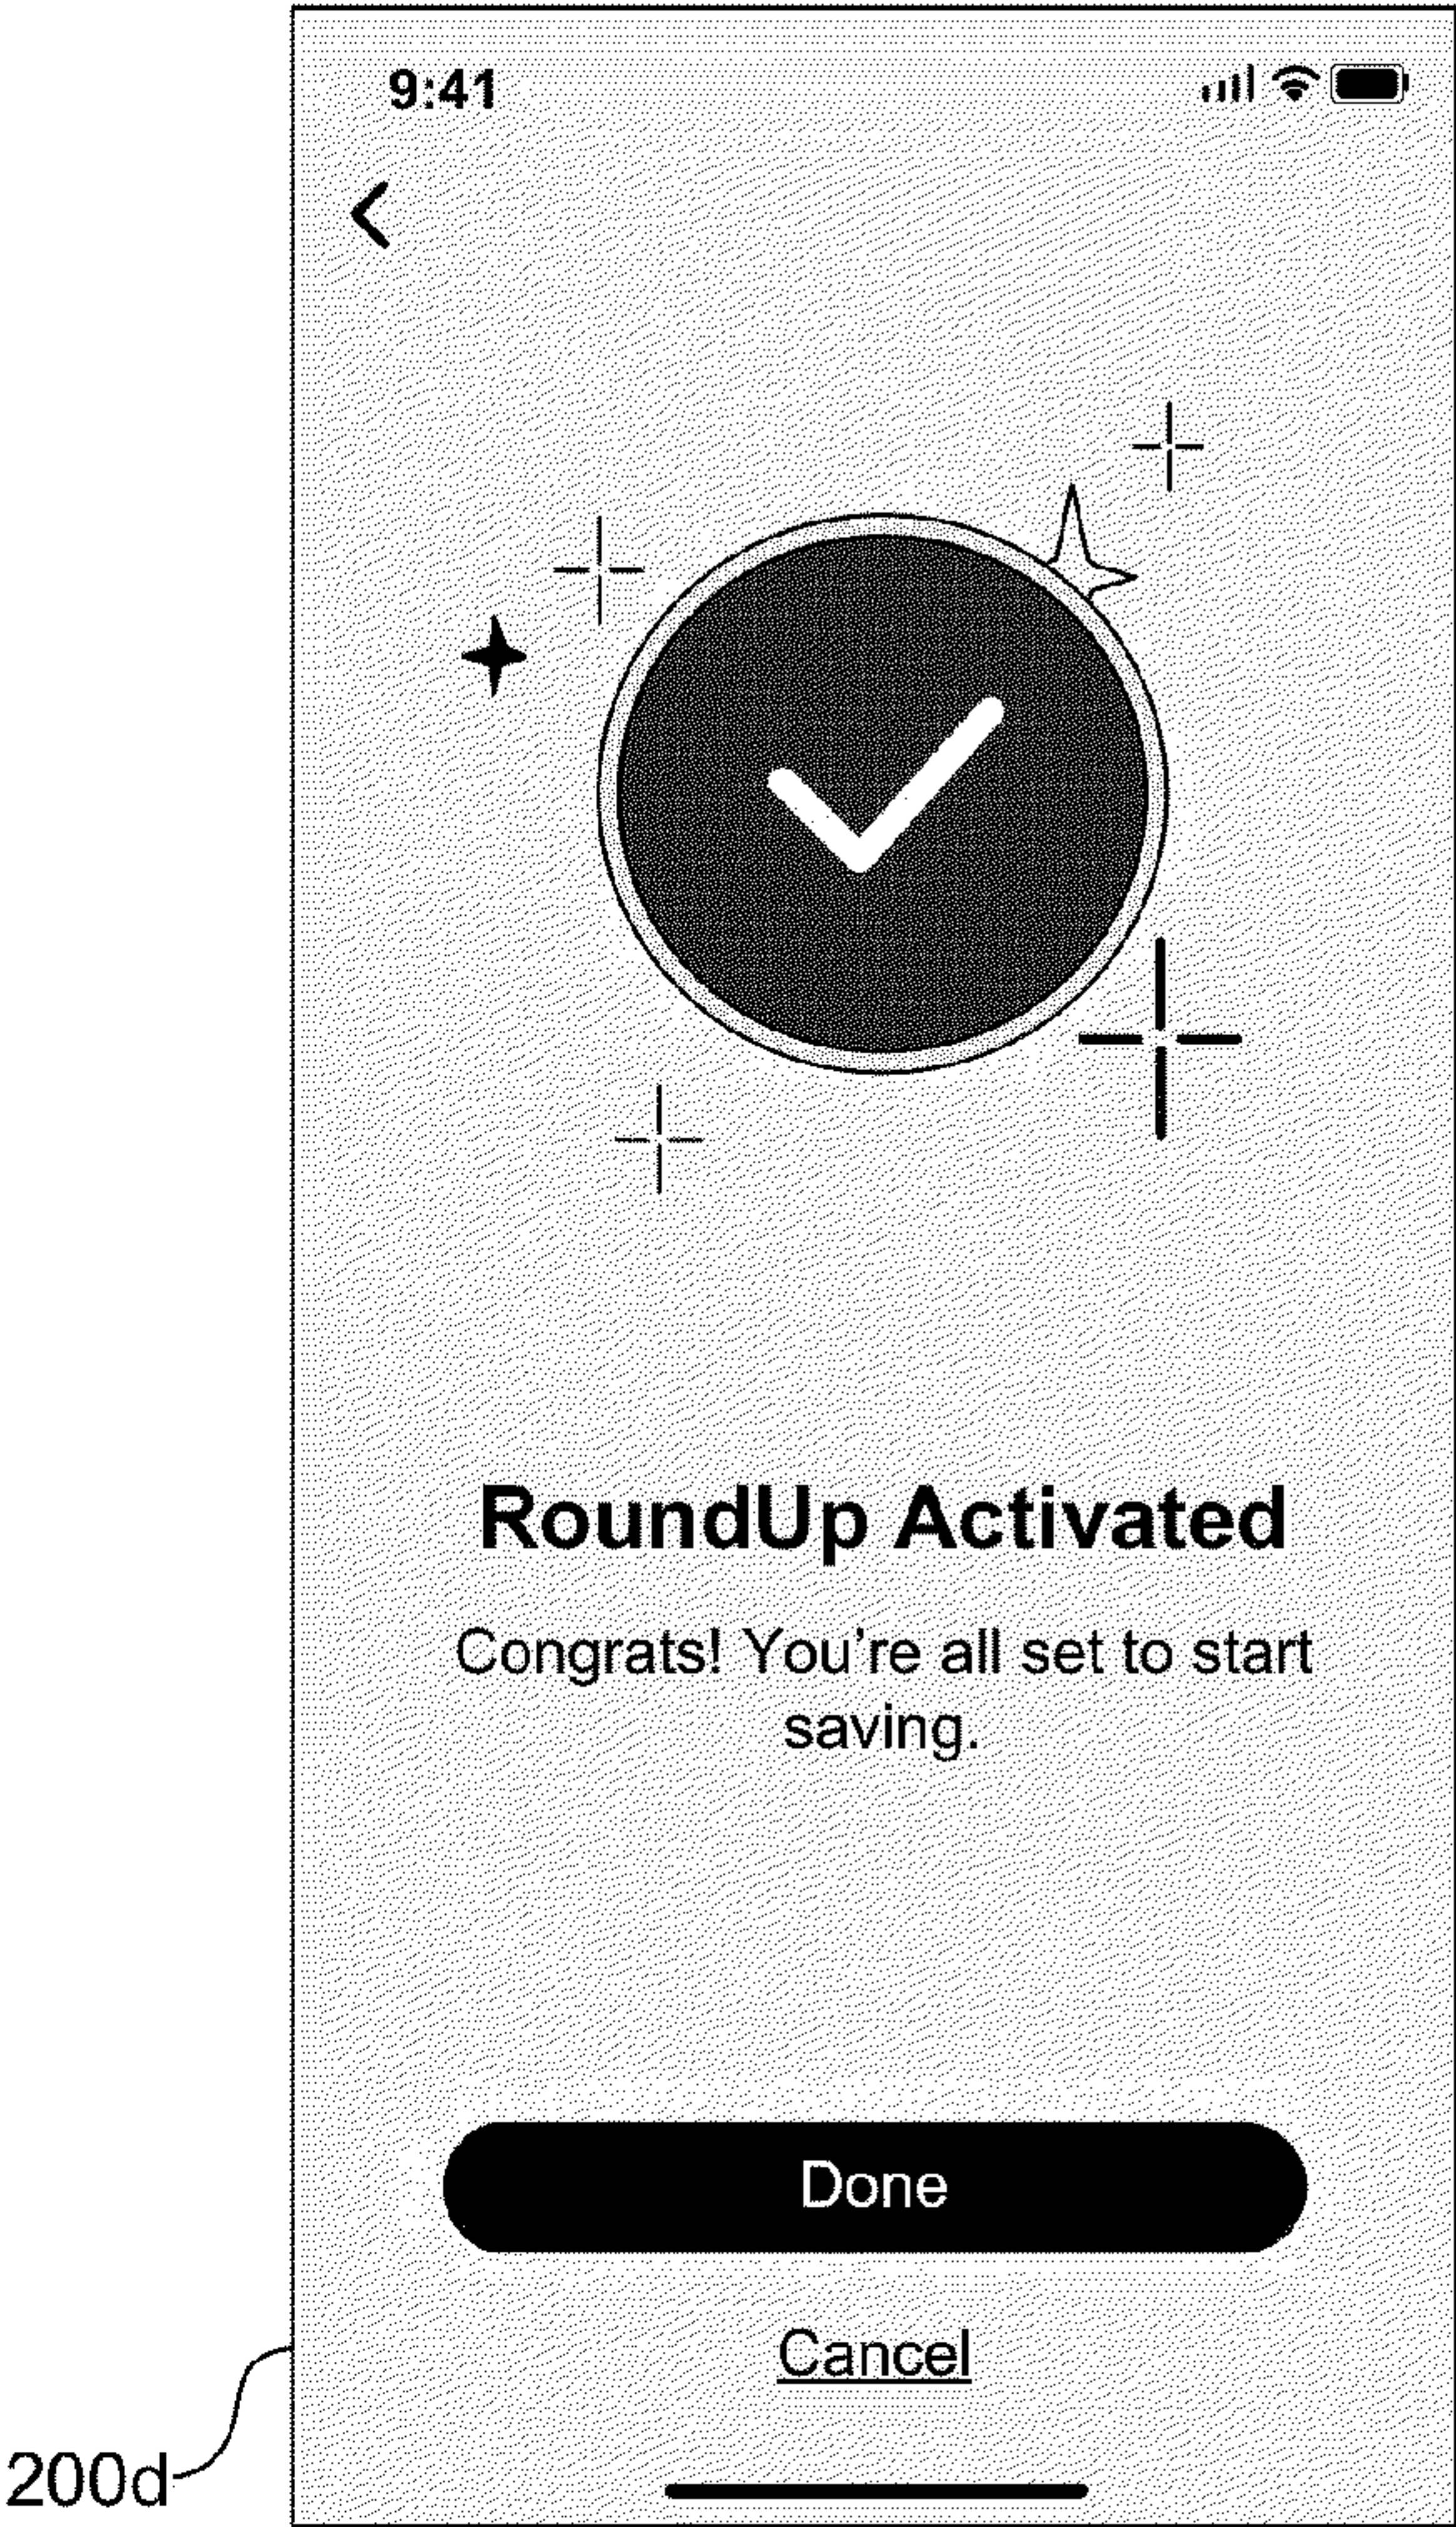 9:41
RoundUp Activated
Congrats! You’re all set to start
saving.
Done
Cancel
200d